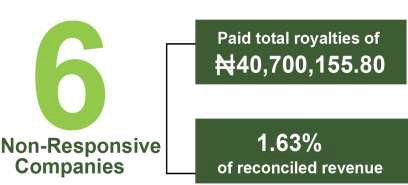 6
Non-Responsive
Companies
Paid total royalties of
₦40,700,155.80
1.63%
of reconciled revenue